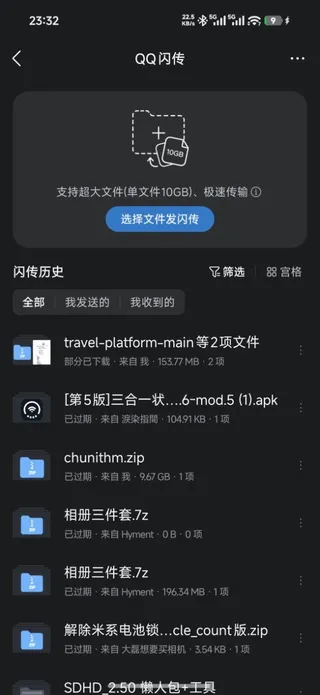 23:32
22.5 KB/s 5G 5G 9
QQ闪传
10GB
支持超大文件(单文件10GB)、极速传输
选择文件发闪传
闪传历史 筛选 宫格
全部 我发送的 我收到的
travel-platform-main等2项文件
部分已下载 · 来自 我 · 153.77 MB · 2 项
[第5版]三合一状....6-mod.5 (1).apk
已过期 · 来自 淚染指間 · 104.91 KB · 1 项
chunithm.zip
已过期 · 来自 我 · 9.67 GB · 1 项
相册三件套.7z
已过期 · 来自 Hyment · 0 B · 0 项
相册三件套.7z
已过期 · 来自 Hyment · 196.34 MB · 1 项
解除米系电池锁...cle_count版.zip
已过期 · 来自 大磊想要买相机 · 3.54 KB · 1 项
SDHD_2.50 懒人包+工具